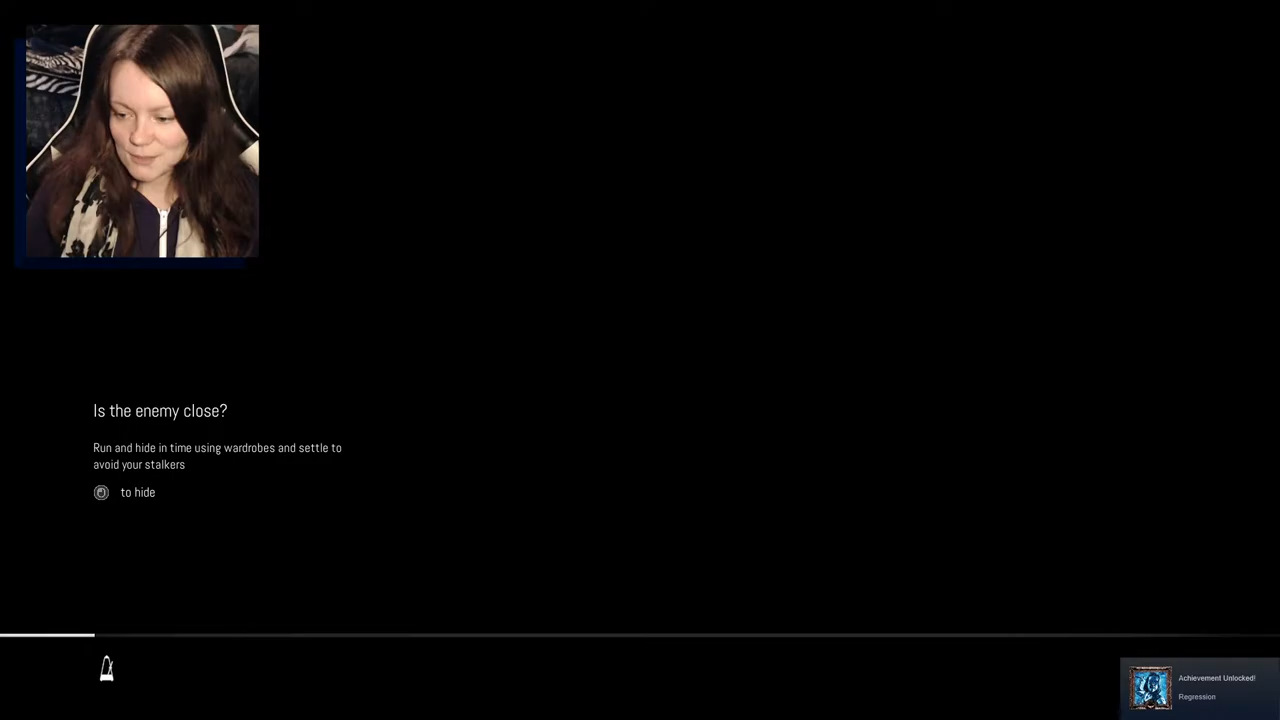 Is the enemy close?
Run and hide in time using wardrobes and settle to
avoid your stalkers
to hide
Achievement Unlocked!
Regression